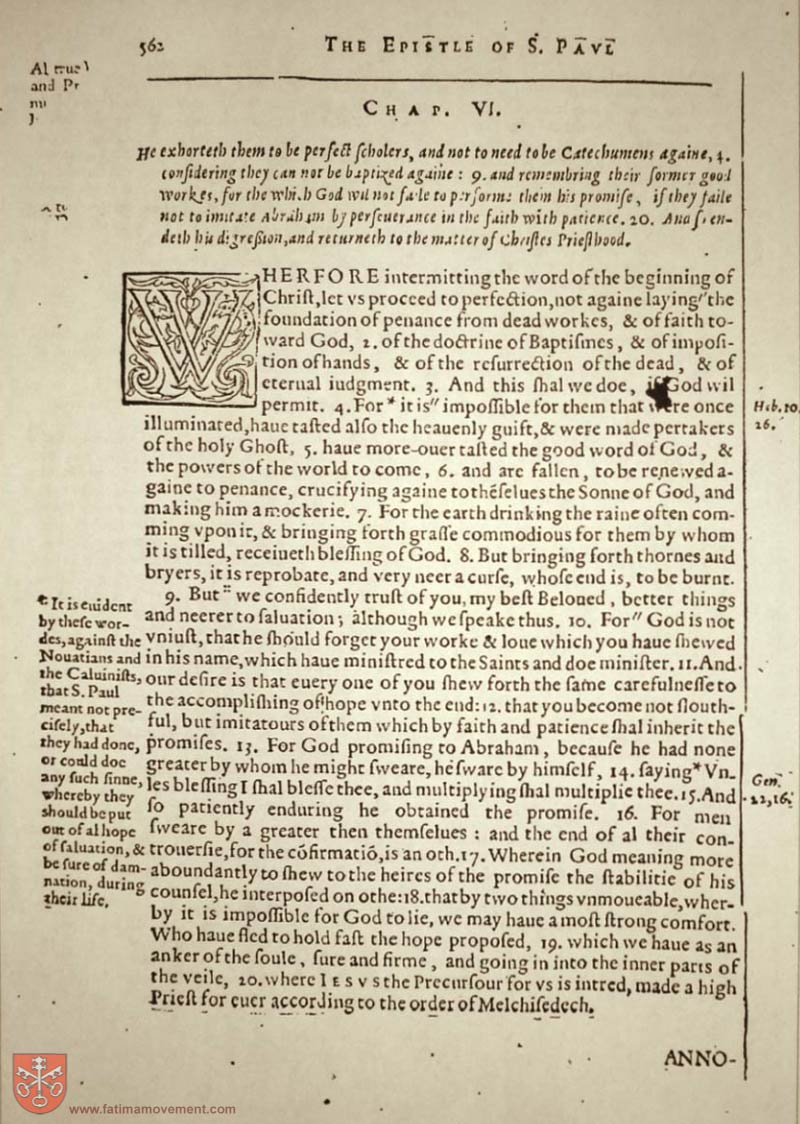 562
THE EPISTLE OF S. PAVL
and Pr
CHAP. VI.
He exhorteth them to be perfect ſcholers, and not to need to be Catechumens againe, 4.
conſidering they can not be baptized againe : 9. and remembring their former good
workes, for the which God wil not faile to performe them his promiſe, if they faile
not to imitate Abraham by perſeuerance in the faith with patience. 20. And ſo en-
deth his digreſsion, and returneth to the matter of Chriſtes Prieſthood.
WHERFORE intermitting the word of the beginning of
Chriſt, let vs proceed to perfection, not againe laying " the
foundation of penance from dead workes, & of faith to-
ward God, 2. of the doctrine of Baptiſmes, & of impoſi-
tion of hands, & of the reſurrection of the dead, & of
eternal iudgment. 3. And this ſhal we doe, if God wil
permit. 4. For * it is " impoſſible for them that were once
illuminated, haue taſted alſo the heauenly guift, & were made pertakers
of the holy Ghoſt, 5. haue more-ouer taſted the good word of God, &
the powers of the world to come, 6. and are fallen, to be renewed a-
gaine to penance, crucifying againe to théſelues the Sonne of God, and
making him a mockerie. 7. For the earth drinking the raine often com-
ming vpon it, & bringing forth graſſe commodious for them by whom
it is tilled, receiueth bleſſing of God. 8. But bringing forth thornes and
bryers, it is reprobate, and very neer a curſe, whoſe end is, to be burnt.
9. But :: we confidently truſt of you, my beſt Beloued, better things
and neerer to ſaluation; although we ſpeake thus. 10. For " God is not
vniuſt, that he ſhould forget your worke & loue which you haue ſhewed
in his name, which haue miniſtred to the Saints and doe miniſter. 11. And
our deſire is that euery one of you ſhew forth the ſame carefulneſſe to
the accompliſhing of hope vnto the end: 12. that you become not ſlouth-
ful, but imitatours of them which by faith and patience ſhal inherit the
promiſes. 13. For God promiſing to Abraham, becauſe he had none
greater by whom he might ſweare, he ſware by himſelf, 14. ſaying * Vn-
les bleſſing I ſhal bleſſe thee, and multiplying ſhal multiplie thee. 15. And
ſo patiently enduring he obtained the promiſe. 16. For men
ſweare by a greater then themſelues : and the end of al their con-
trouerſie, for the cófirmatió, is an oth. 17. Wherein God meaning more
aboundantly to ſhew to the heires of the promiſe the ſtabilitie of his
counſel, he interpoſed on othe: 18. that by two things vnmoueable, wher-
by it is impoſſible for God to lie, we may haue a moſt ſtrong comfort.
Who haue fled to hold faſt the hope propoſed, 19. which we haue as an
anker of the ſoule, ſure and firme, and going in into the inner parts of
the veile, 20. where IESVS the Precurſour for vs is intred, made a high
Prieſt for euer according to the order of Melchiſedech.
Heb. 10.
26.
:: It is euident
by theſe wor-
des, againſt the
Nouatians and
the Caluiniſts,
that S. Paul
meant not pre-
ciſely, that
they had done,
or could doe
any ſuch ſinne,
whereby they
ſhould be put
out of al hope
of ſaluation, &
be ſure of dam-
nation, during
their life.
Gen.
22, 16.
ANNO-
www.fatimamovement.com